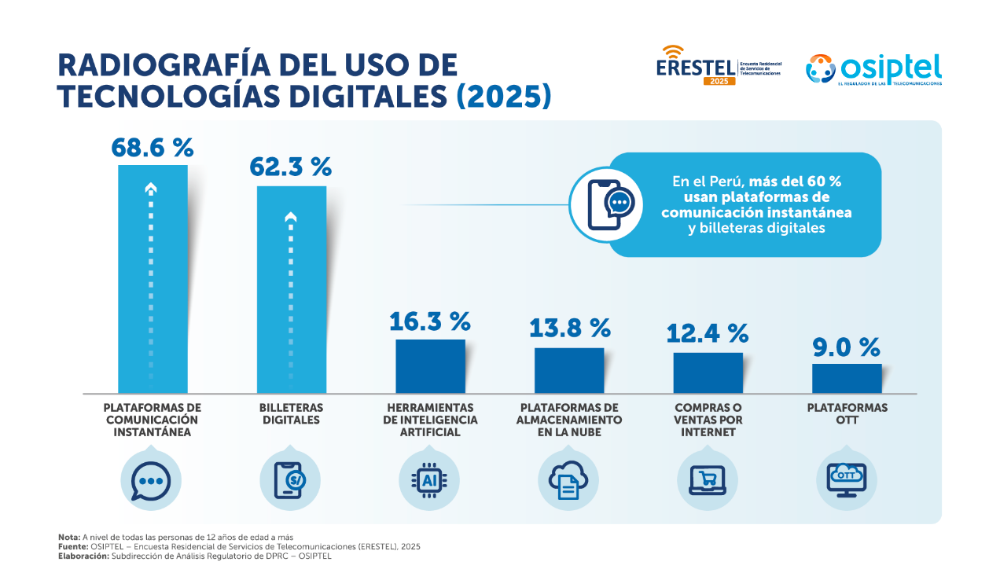 RADIOGRAFÍA DEL USO DE
TECNOLOGÍAS DIGITALES (2025)
ERESTEL
2025
Encuesta Residencial
de Servicios de
Telecomunicaciones
osiptel
EL REGULADOR DE LAS TELECOMUNICACIONES
68.6 %
62.3 %
16.3 %
13.8 %
12.4 %
9.0 %
En el Perú, más del 60 %
usan plataformas de
comunicación instantánea
y billeteras digitales
PLATAFORMAS DE
COMUNICACIÓN
INSTANTÁNEA
BILLETERAS
DIGITALES
HERRAMIENTAS
DE INTELIGENCIA
ARTIFICIAL
PLATAFORMAS DE
ALMACENAMIENTO
EN LA NUBE
COMPRAS O
VENTAS POR
INTERNET
PLATAFORMAS
OTT
S/
AI
OTT
Nota: A nivel de todas las personas de 12 años de edad a más
Fuente: OSIPTEL – Encuesta Residencial de Servicios de Telecomunicaciones (ERESTEL), 2025
Elaboración: Subdirección de Análisis Regulatorio de DPRC – OSIPTEL